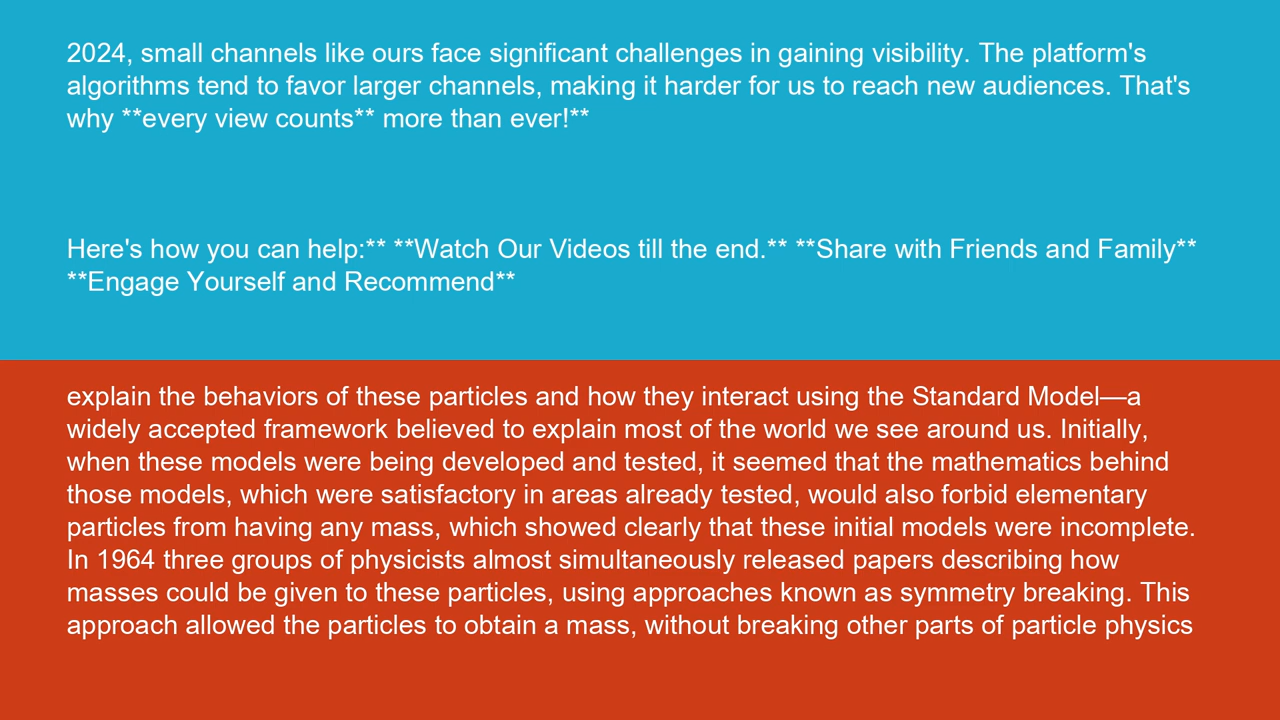 2024, small channels like ours face significant challenges in gaining visibility. The platform's
algorithms tend to favor larger channels, making it harder for us to reach new audiences. That's
why **every view counts** more than ever!**
Here's how you can help:** **Watch Our Videos till the end.** **Share with Friends and Family**
**Engage Yourself and Recommend**
explain the behaviors of these particles and how they interact using the Standard Model—a
widely accepted framework believed to explain most of the world we see around us. Initially,
when these models were being developed and tested, it seemed that the mathematics behind
those models, which were satisfactory in areas already tested, would also forbid elementary
particles from having any mass, which showed clearly that these initial models were incomplete.
In 1964 three groups of physicists almost simultaneously released papers describing how
masses could be given to these particles, using approaches known as symmetry breaking. This
approach allowed the particles to obtain a mass, without breaking other parts of particle physics